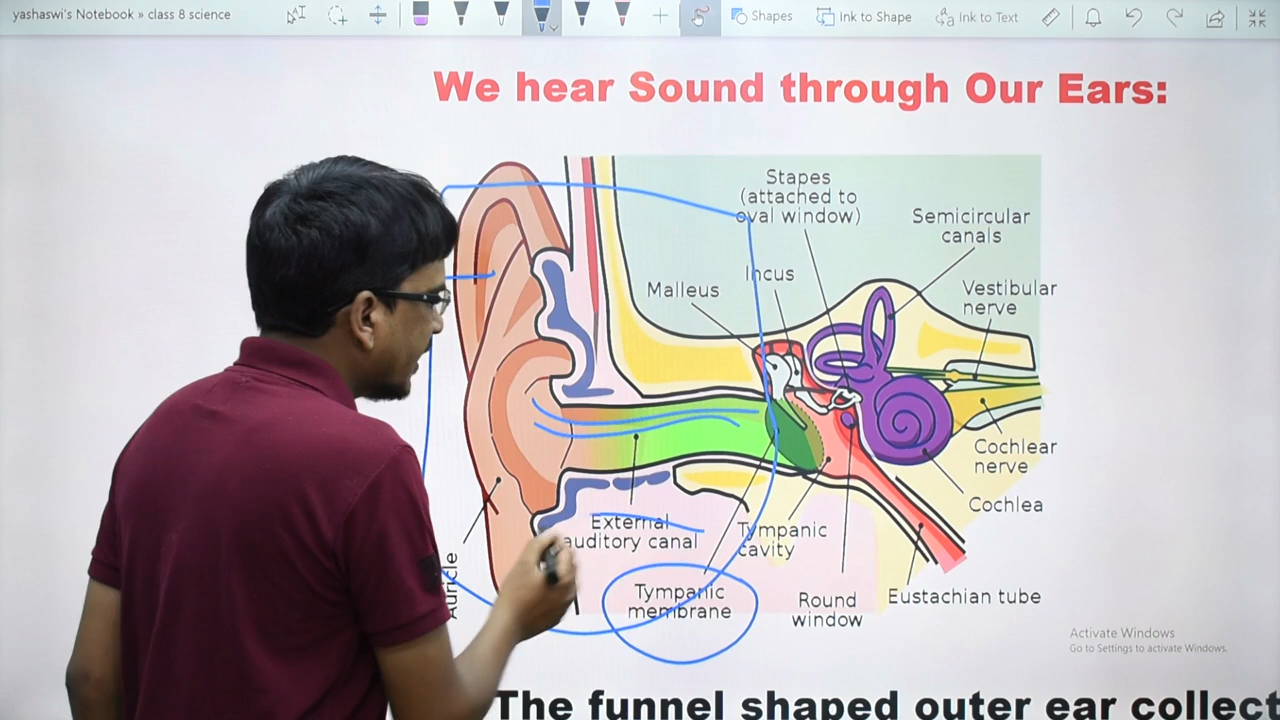 yashaswi's Notebook » class 8 science
Shapes
Ink to Shape
Ink to Text
We hear Sound through Our Ears:
Stapes
(attached to
oval window)
Semicircular
canals
Incus
Malleus
Vestibular
nerve
Cochlear
nerve
Cochlea
External
auditory canal
Tympanic
cavity
Auricle
Tympanic
membrane
Round
window
Eustachian tube
Activate Windows
Go to Settings to activate Windows.
The funnel shaped outer ear collect